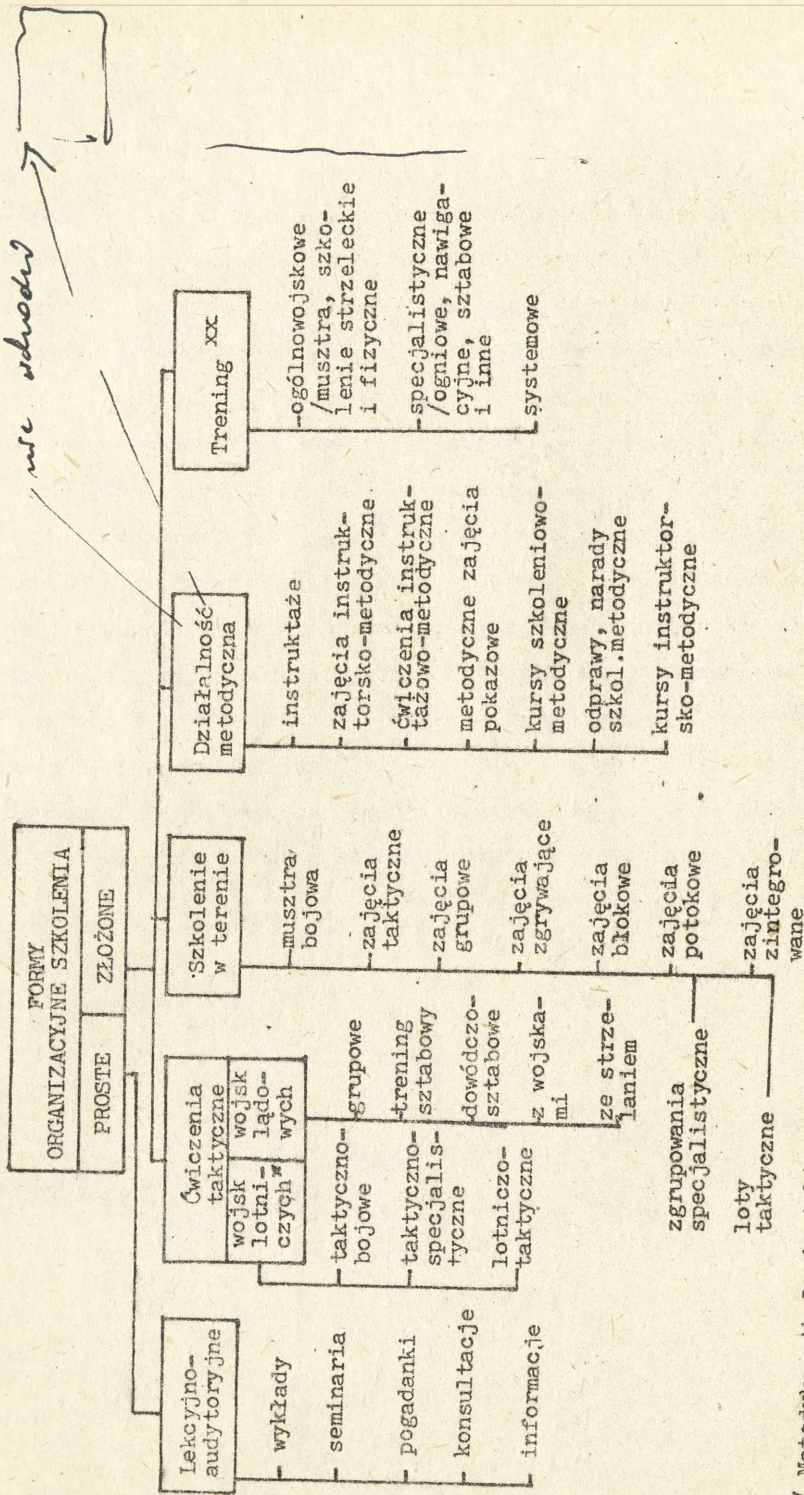 FORMY
ORGANIZACYJNE SZKOLENIA
PROSTE
ZŁOŻONE
Lekcyjno-
audytoryjne
wykłady
seminaria
pogadanki
konsultacje
informacje
Ćwiczenia
taktyczne
wojsk
lotni-
czych*
wojsk
lądo-
wych
taktyczno-
bojowe
taktyczno-
specjalis-
tyczne
lotniczo-
taktyczne
grupowe
trening
sztabowy
dowódczo-
sztabowe
z wojska-
mi
ze strze-
laniem
Szkolenie
w terenie
musztra
bojowa
zajęcia
taktyczne
zajęcia
grupowe
zajęcia
zgrywające
zajęcia
blokowe
zajęcia
potokowe
zajęcia
zintegro-
wane
zgrupowania
specjalistyczne
loty
taktyczne
Działalność
metodyczna
instruktaże
zajęcia instruk-
torsko-metodyczne
ćwiczenia instruk-
tażowo-metodyczne
metodyczne zajęcia
pokazowe
kursy szkoleniowo-
metodyczne
odprawy, narady
szkol.metodyczne
kursy instruktor-
sko-metodyczne
Trening xx
ogólnowojskowe
/musztra, szko-
lenie strzeleckie
i fizyczne
specjalistyczne
/ogniowe, nawiga-
cyjne, sztabowe
i inne
systemowe
nie